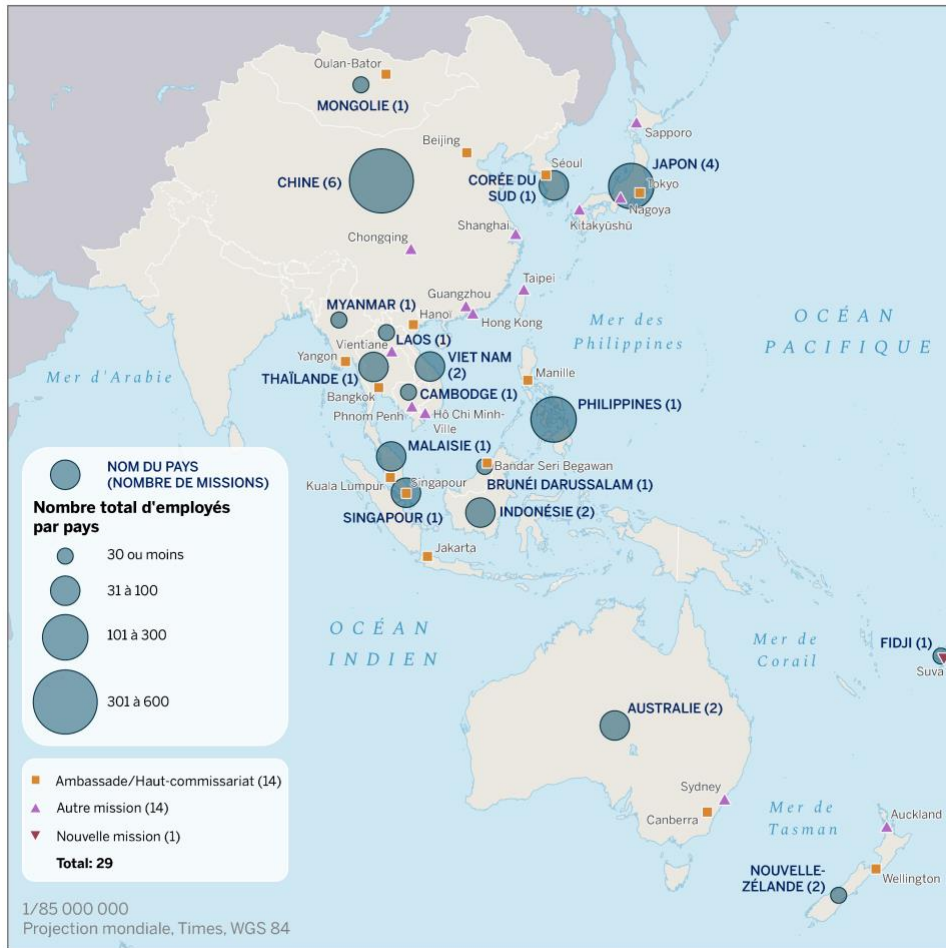 Oulan-Bator
MONGOLIE (1)
Beijing
Sapporo
CHINE (6)
Séoul
CORÉE DU
SUD (1)
JAPON (4)
Tokyo
Nagoya
Kitakyūshū
Shanghai
Chongqing
Taipei
Guangzhou
Hong Kong
MYANMAR (1)
Hanoï
LAOS (1)
Vientiane
Yangon
THAÏLANDE (1)
VIET NAM
(2)
Bangkok
CAMBODGE (1)
Phnom Penh
Hô Chi Minh-
Ville
Manille
PHILIPPINES (1)
Mer des
Philippines
OCÉAN
PACIFIQUE
Mer d'Arabie
MALAISIE (1)
Bandar Seri Begawan
BRUNÉI DARUSSALAM (1)
Kuala Lumpur
Singapour
SINGAPOUR (1)
INDONÉSIE (2)
Jakarta
OCÉAN
INDIEN
Mer de
Corail
FIDJI (1)
Suva
AUSTRALIE (2)
Sydney
Canberra
Mer de
Tasman
Auckland
Wellington
NOUVELLE-
ZÉLANDE (2)
NOM DU PAYS
(NOMBRE DE MISSIONS)
Nombre total d'employés
par pays
30 ou moins
31 à 100
101 à 300
301 à 600
Ambassade/Haut-commissariat (14)
Autre mission (14)
Nouvelle mission (1)
Total: 29
1/85 000 000
Projection mondiale, Times, WGS 84